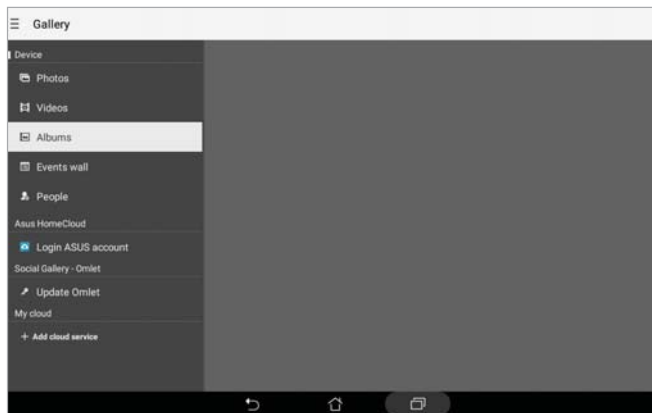 Gallery
Device
Photos
Videos
Albums
Events wall
People
Asus HomeCloud
Login ASUS account
Social Gallery - Omlet
Update Omlet
My cloud
+ Add cloud service